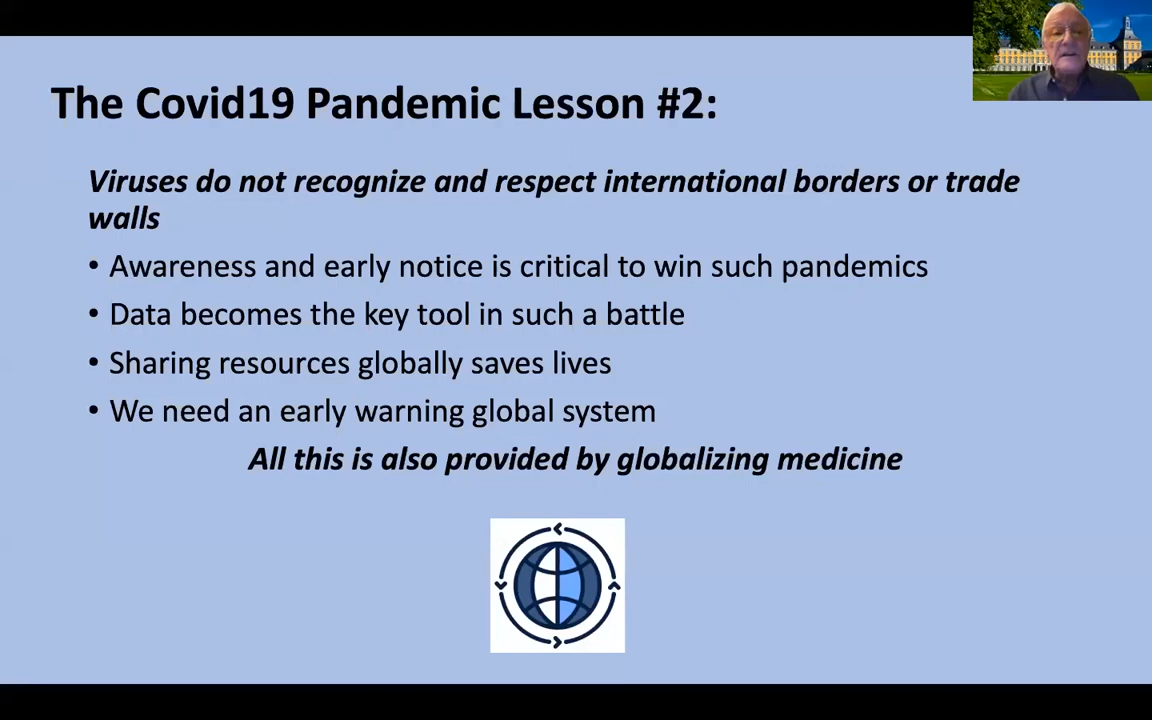 The Covid19 Pandemic Lesson #2:
Viruses do not recognize and respect international borders or trade
walls
• Awareness and early notice is critical to win such pandemics
• Data becomes the key tool in such a battle
• Sharing resources globally saves lives
• We need an early warning global system
All this is also provided by globalizing medicine